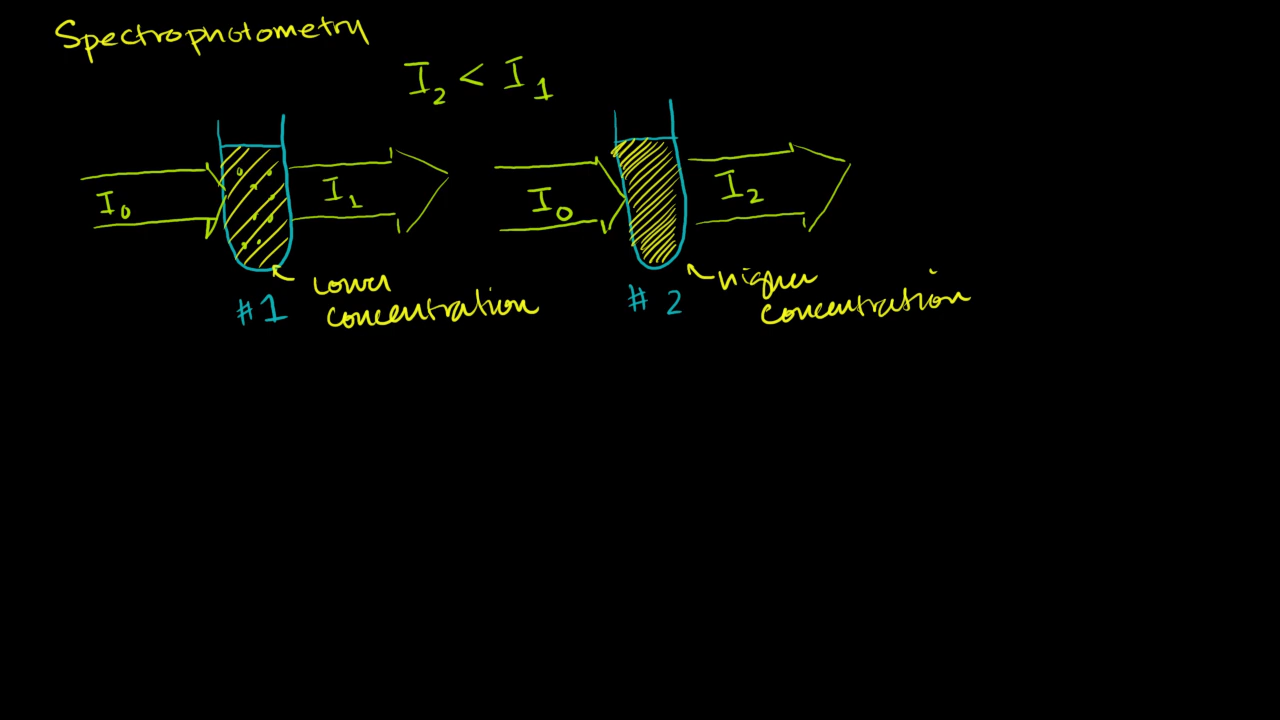 Spectrophotometry
I₂ < I₁
I₀
I₁
I₀
I₂
lower
concentration
#1
higher
concentration
# 2